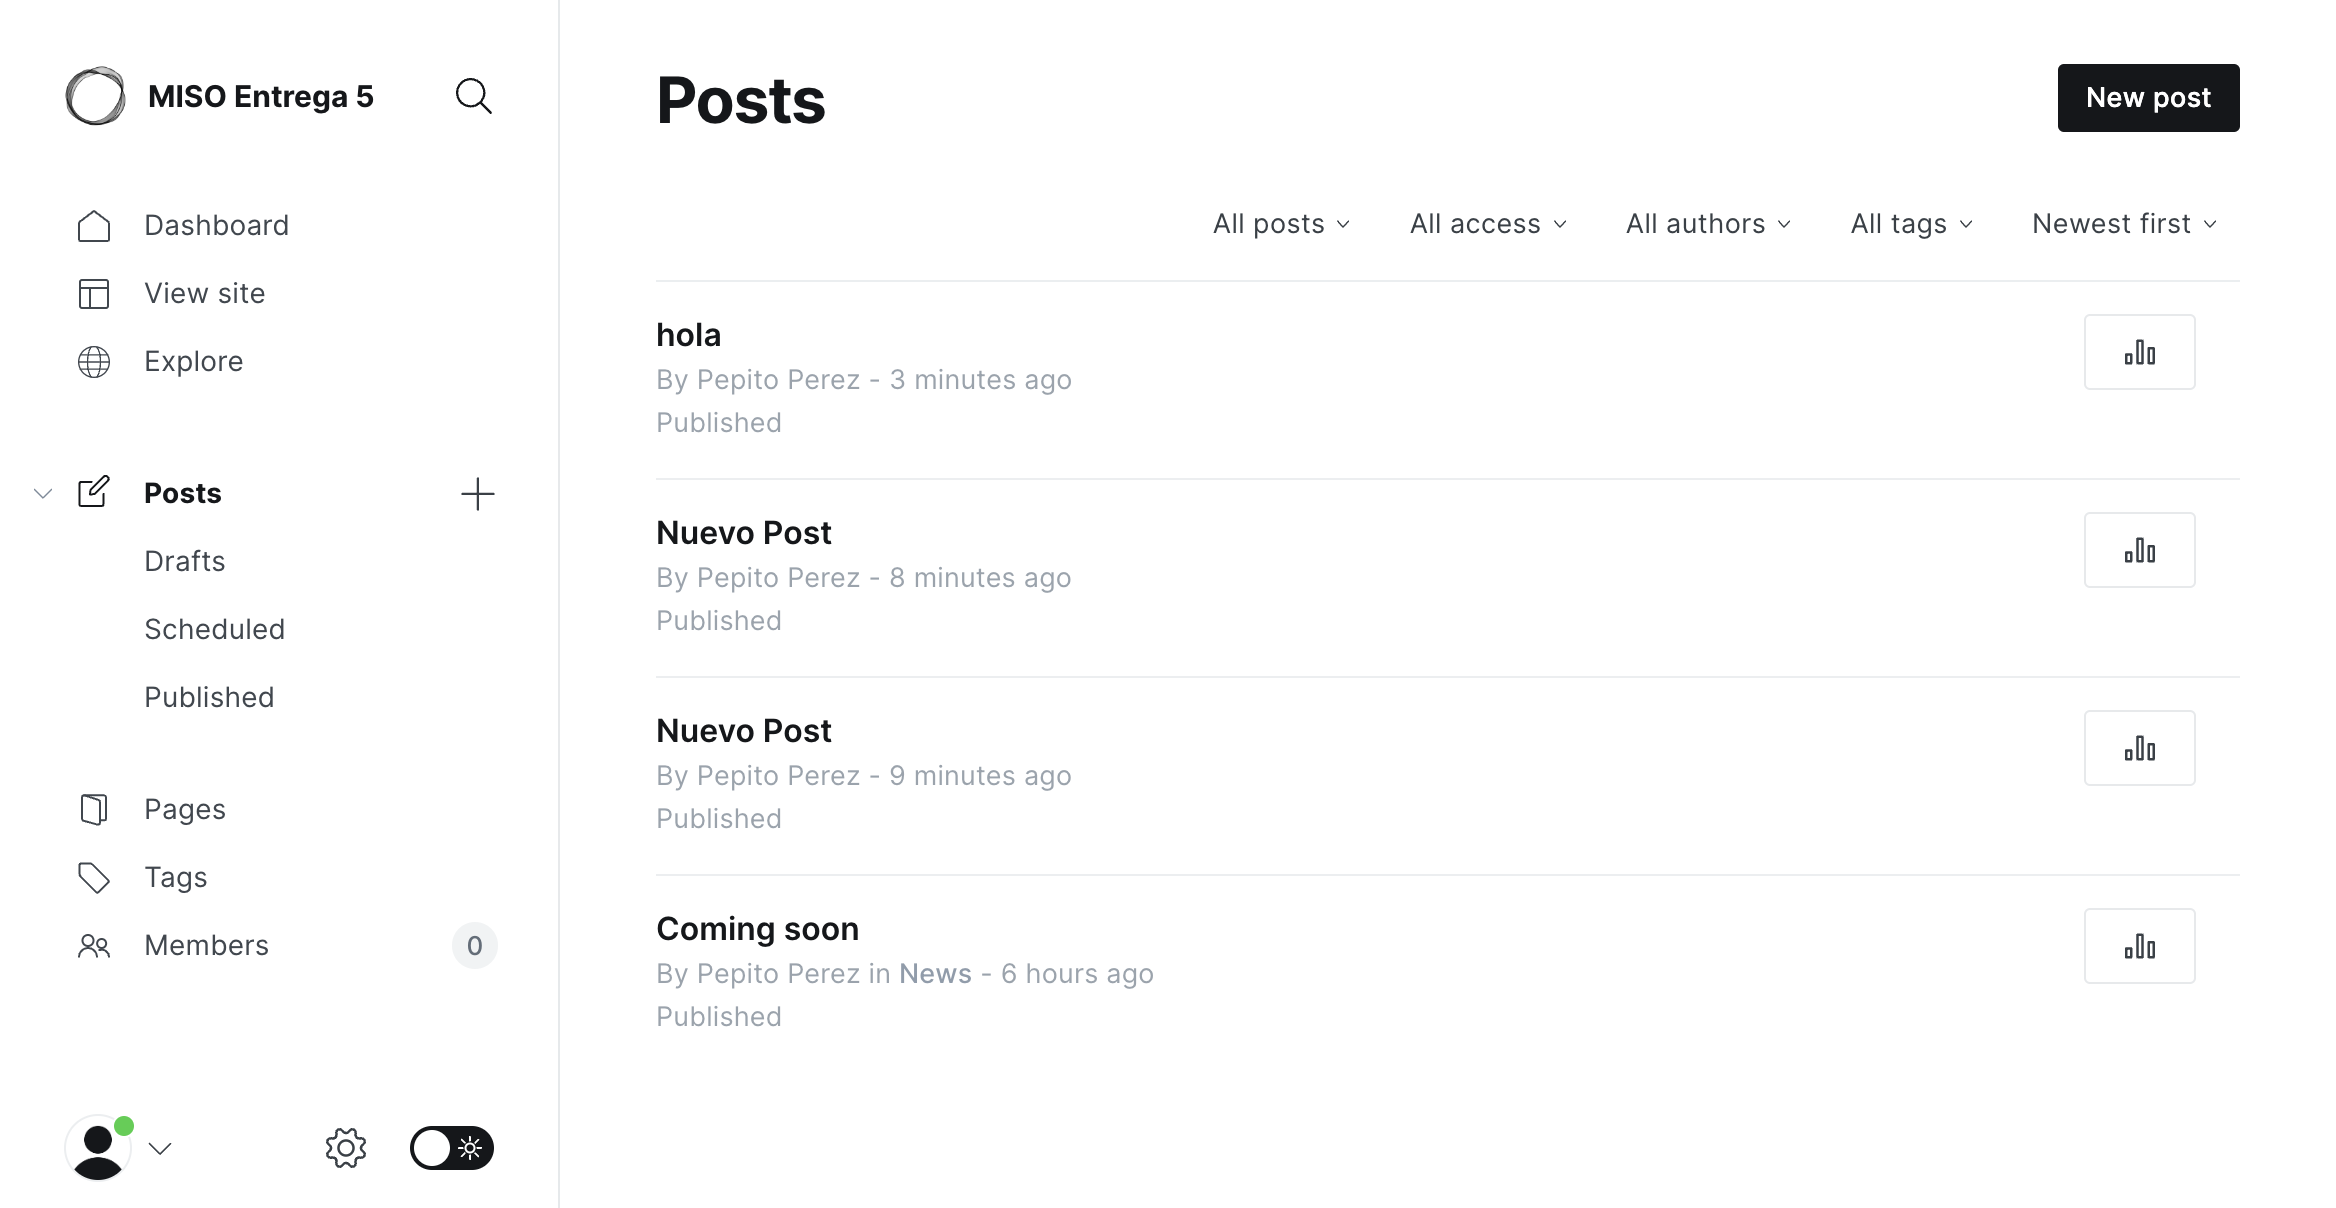 MISO Entrega 5
Dashboard
View site
Explore
Posts
Drafts
Scheduled
Published
Pages
Tags
Members 0
Posts
New post
All posts All access All authors All tags Newest first
hola
By Pepito Perez - 3 minutes ago
Published
Nuevo Post
By Pepito Perez - 8 minutes ago
Published
Nuevo Post
By Pepito Perez - 9 minutes ago
Published
Coming soon
By Pepito Perez in News - 6 hours ago
Published